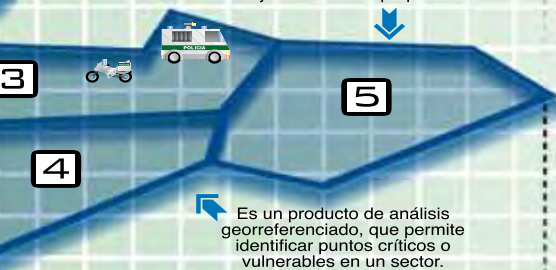 POLICIA
3
5
4
Es un producto de análisis
georreferenciado, que permite
identificar puntos críticos o
vulnerables en un sector.